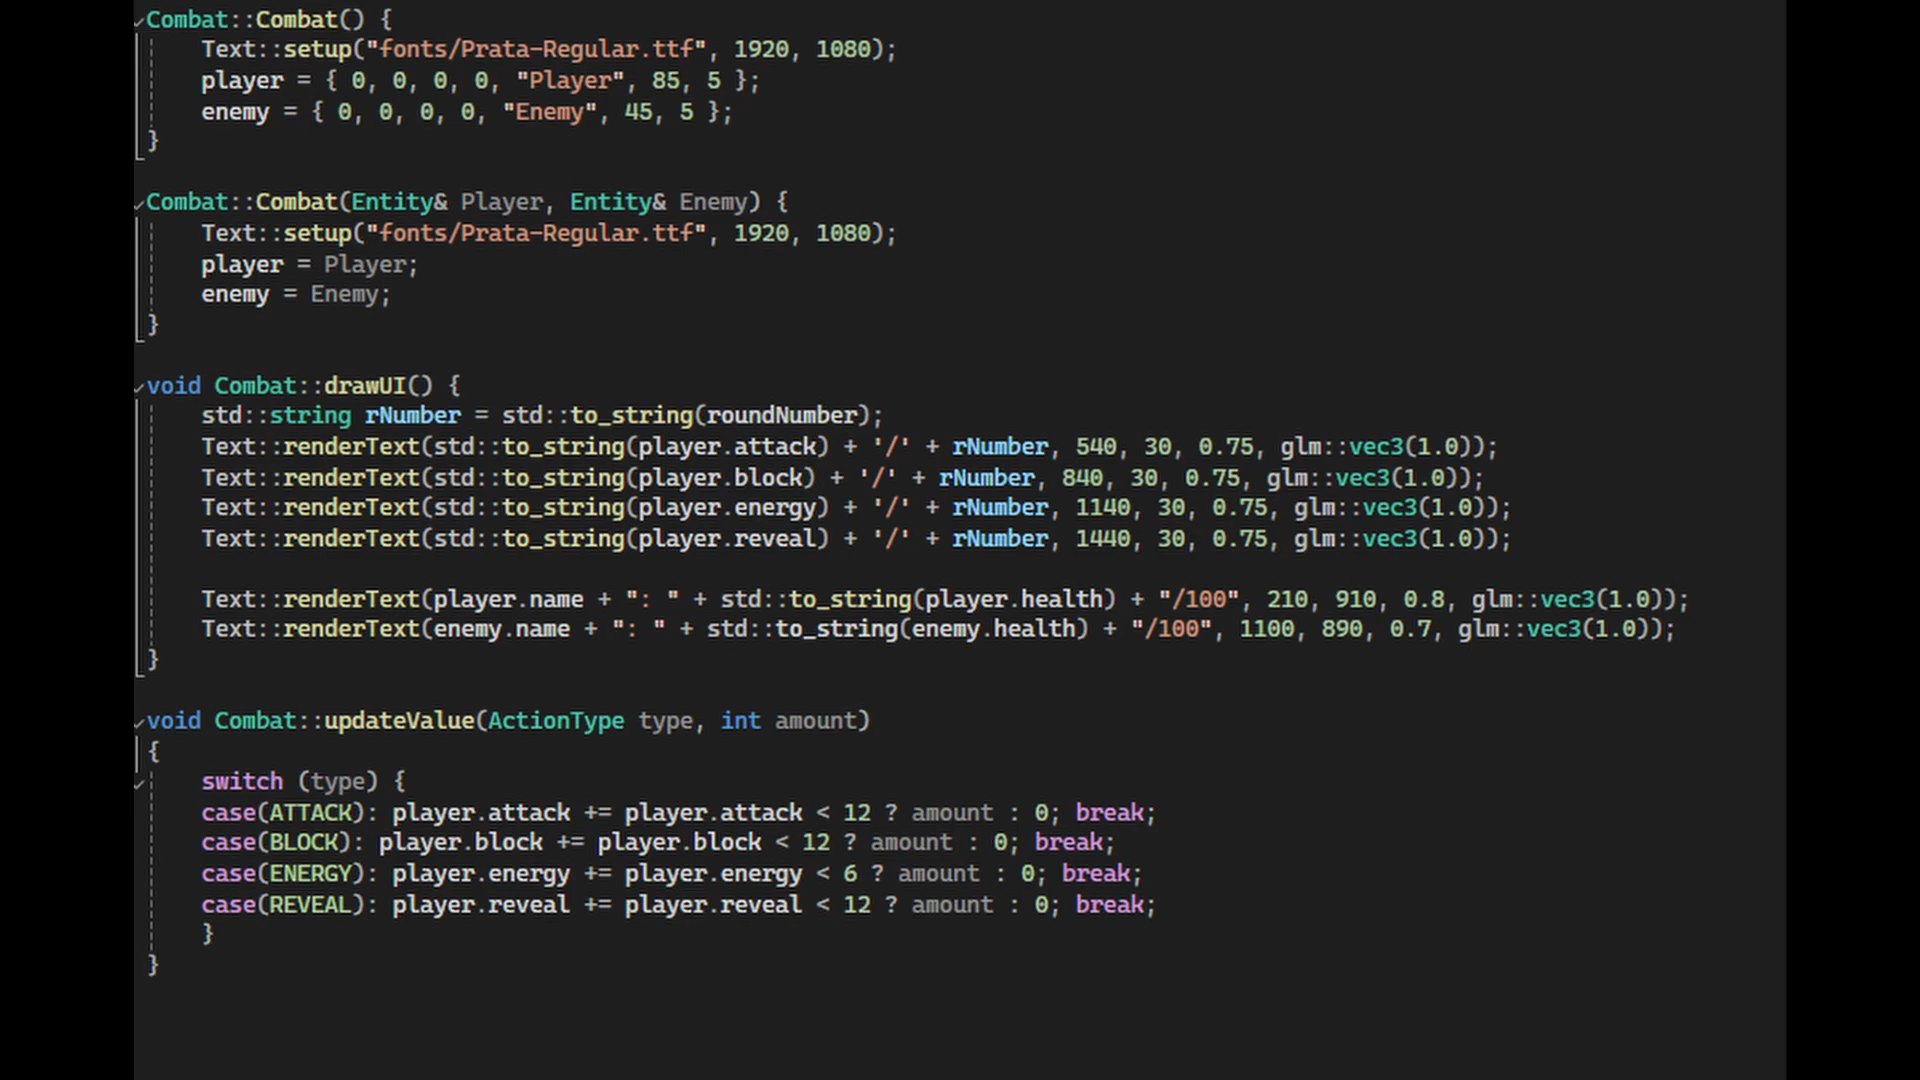 Combat::Combat() {
Text::setup("fonts/Prata-Regular.ttf", 1920, 1080);
player = { 0, 0, 0, 0, "Player", 85, 5 };
enemy = { 0, 0, 0, 0, "Enemy", 45, 5 };
}
Combat::Combat(Entity& Player, Entity& Enemy) {
Text::setup("fonts/Prata-Regular.ttf", 1920, 1080);
player = Player;
enemy = Enemy;
}
void Combat::drawUI() {
std::string rNumber = std::to_string(roundNumber);
Text::renderText(std::to_string(player.attack) + '/' + rNumber, 540, 30, 0.75, glm::vec3(1.0));
Text::renderText(std::to_string(player.block) + '/' + rNumber, 840, 30, 0.75, glm::vec3(1.0));
Text::renderText(std::to_string(player.energy) + '/' + rNumber, 1140, 30, 0.75, glm::vec3(1.0));
Text::renderText(std::to_string(player.reveal) + '/' + rNumber, 1440, 30, 0.75, glm::vec3(1.0));
Text::renderText(player.name + ": " + std::to_string(player.health) + "/100", 210, 910, 0.8, glm::vec3(1.0));
Text::renderText(enemy.name + ": " + std::to_string(enemy.health) + "/100", 1100, 890, 0.7, glm::vec3(1.0));
}
void Combat::updateValue(ActionType type, int amount)
{
switch (type) {
case(ATTACK): player.attack += player.attack < 12 ? amount : 0; break;
case(BLOCK): player.block += player.block < 12 ? amount : 0; break;
case(ENERGY): player.energy += player.energy < 6 ? amount : 0; break;
case(REVEAL): player.reveal += player.reveal < 12 ? amount : 0; break;
}
}